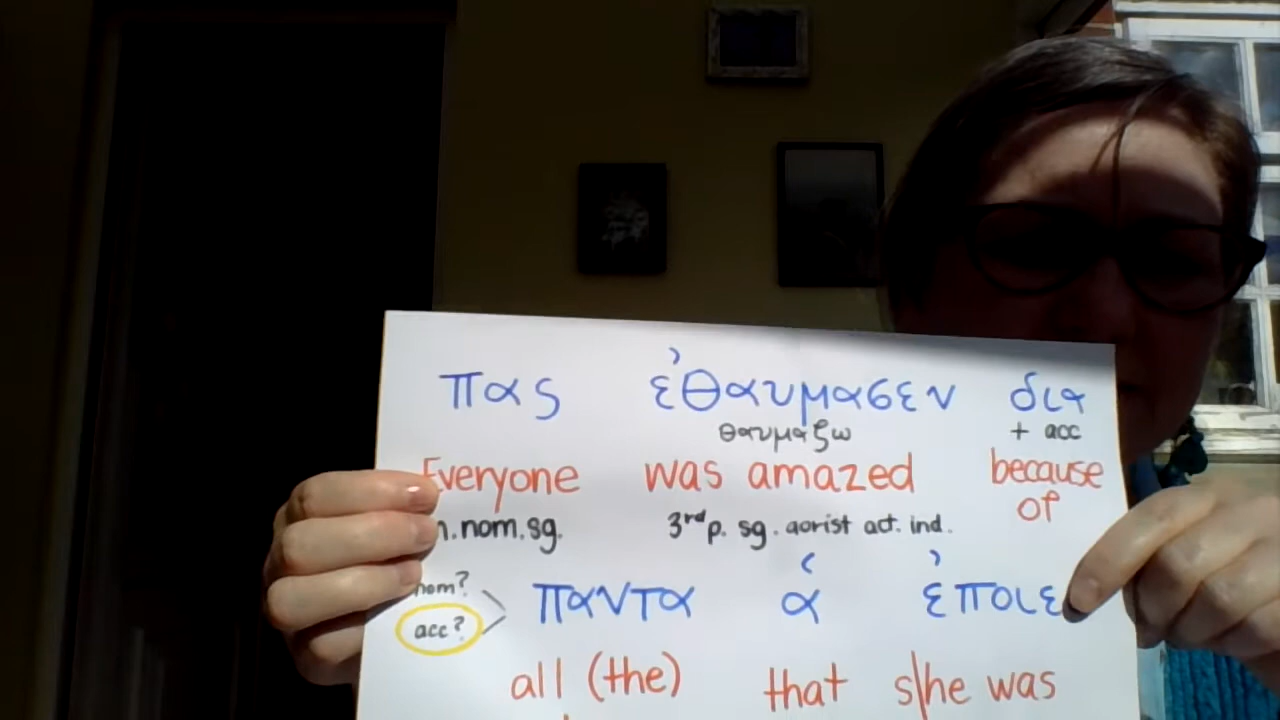 πας ἐθαυμασεν δια
θαυμαζω + acc
Everyone was amazed because
of
m.nom.sg. 3rd p. sg. aorist act. ind.
nom?
παντα ἁ ἐποιε
acc?
all (the) that s|he was